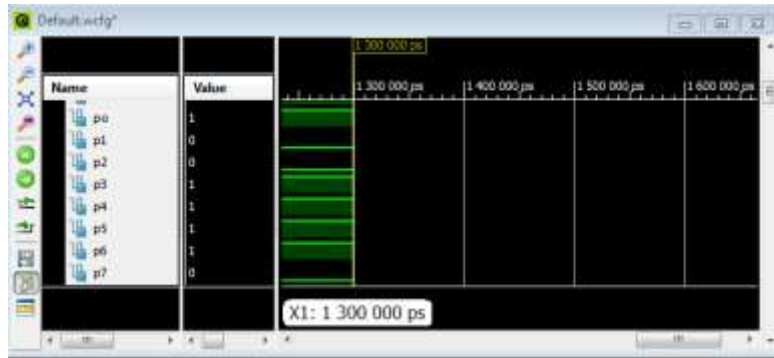 Default.wcfg*
1 300 000 ps
Name
Value
1 300 000 ps
1 400 000 ps
1 500 000 ps
1 600 000 ps
po
1
p1
0
p2
0
p3
1
p4
1
p5
1
p6
1
p7
0
X1: 1 300 000 ps